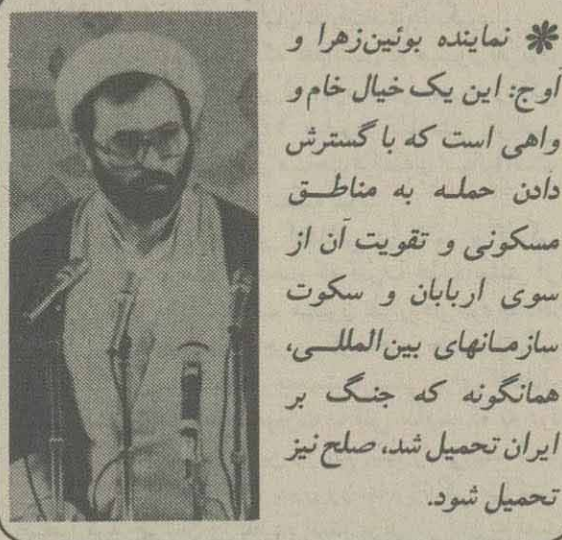 * نماینده بوئین‌زهرا و
آوج: این یک خیال خام و
واهی است که با گسترش
دادن حمله به مناطق
مسکونی و تقویت آن از
سوی اربابان و سکوت
سازمانهای بین‌المللی،
همانگونه که جنگ بر
ایران تحمیل شد، صلح نیز
تحمیل شود.